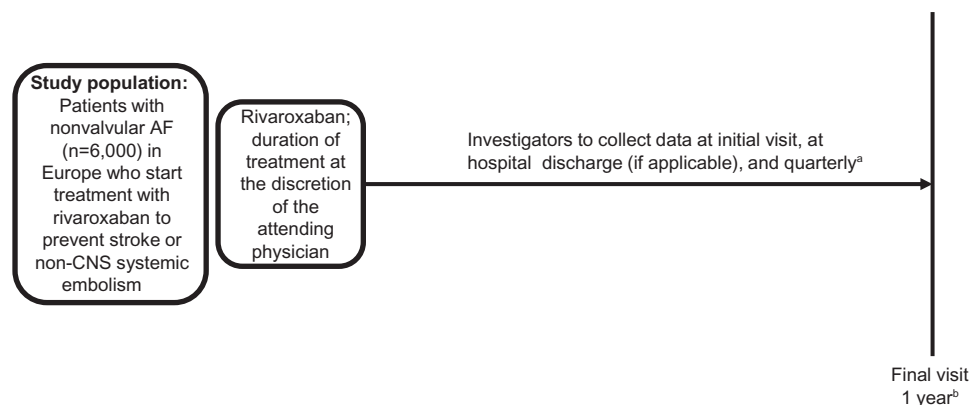 Study population:
Patients with
nonvalvular AF
(n=6,000) in
Europe who start
treatment with
rivaroxaban to
prevent stroke or
non-CNS systemic
embolism
Rivaroxaban;
duration of
treatment at
the discretion
of the
attending
physician
Investigators to collect data at initial visit, at
hospital discharge (if applicable), and quarterlyᵃ
Final visit
1 yearᵇ